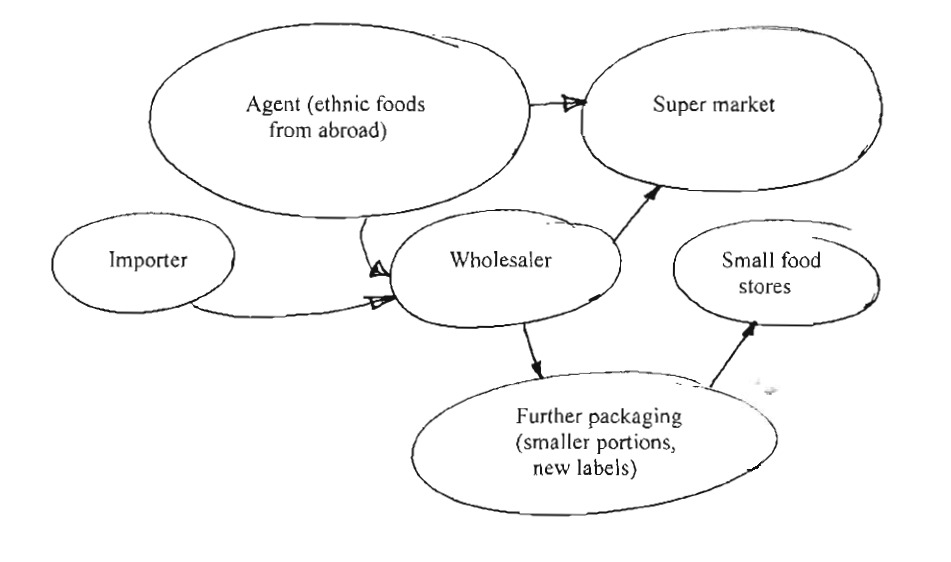 Agent (ethnic foods
from abroad)
Super market
Importer
Wholesaler
Small food
stores
Further packaging
(smaller portions,
new labels)